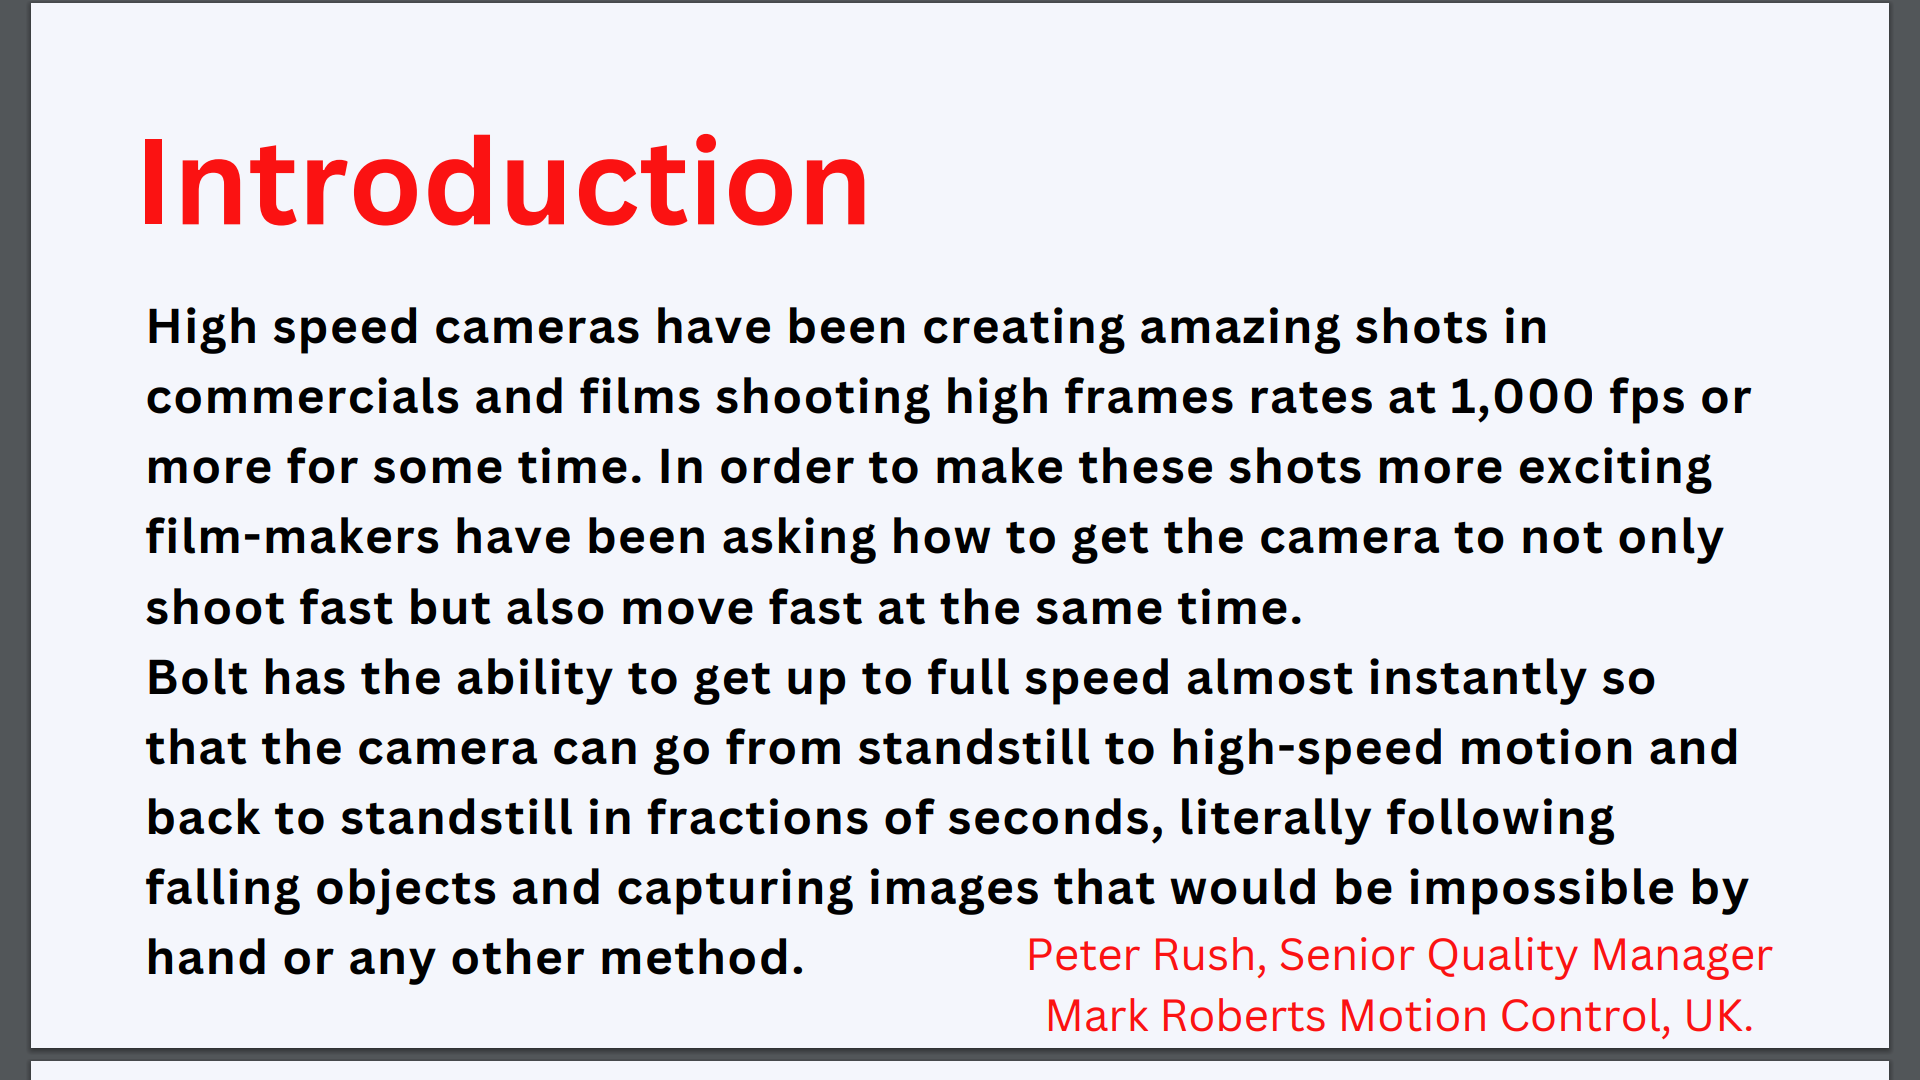 Introduction
High speed cameras have been creating amazing shots in
commercials and films shooting high frames rates at 1,000 fps or
more for some time. In order to make these shots more exciting
film-makers have been asking how to get the camera to not only
shoot fast but also move fast at the same time.
Bolt has the ability to get up to full speed almost instantly so
that the camera can go from standstill to high-speed motion and
back to standstill in fractions of seconds, literally following
falling objects and capturing images that would be impossible by
hand or any other method.
Peter Rush, Senior Quality Manager
Mark Roberts Motion Control, UK.